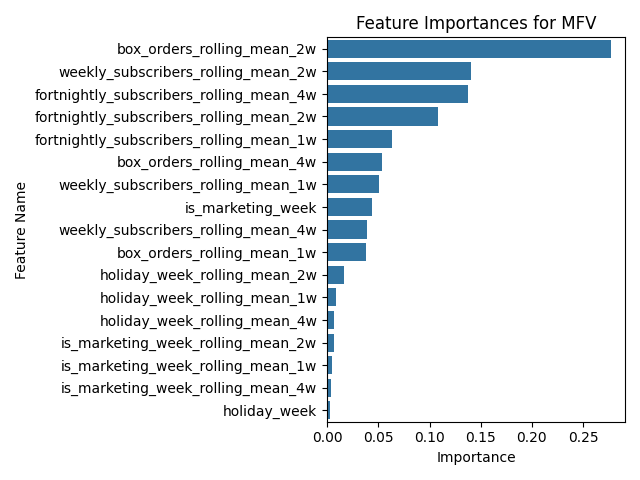 Feature Importances for MFV
Feature Name
box_orders_rolling_mean_2w
weekly_subscribers_rolling_mean_2w
fortnightly_subscribers_rolling_mean_4w
fortnightly_subscribers_rolling_mean_2w
fortnightly_subscribers_rolling_mean_1w
box_orders_rolling_mean_4w
weekly_subscribers_rolling_mean_1w
is_marketing_week
weekly_subscribers_rolling_mean_4w
box_orders_rolling_mean_1w
holiday_week_rolling_mean_2w
holiday_week_rolling_mean_1w
holiday_week_rolling_mean_4w
is_marketing_week_rolling_mean_2w
is_marketing_week_rolling_mean_1w
is_marketing_week_rolling_mean_4w
holiday_week
0.00 0.05 0.10 0.15 0.20 0.25
Importance